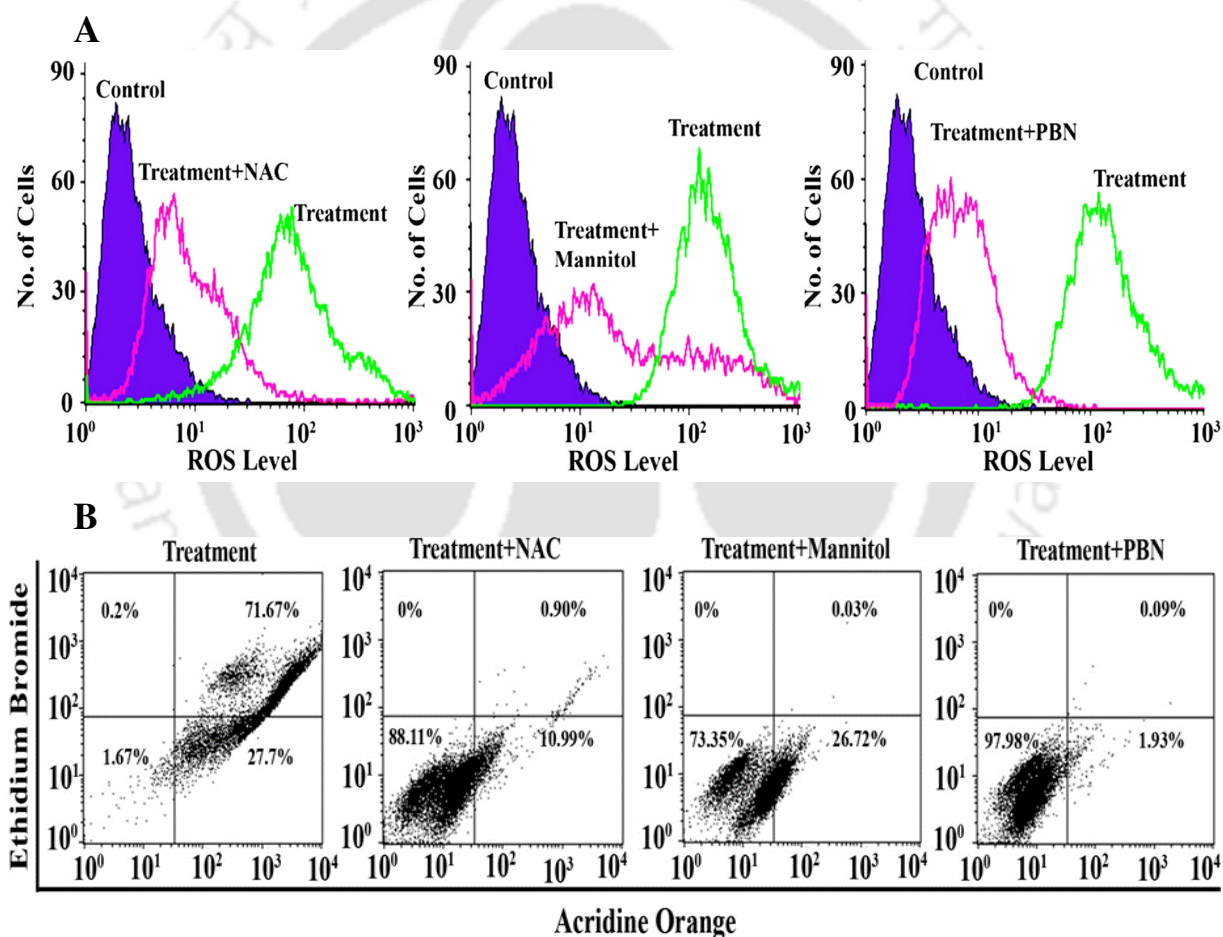 A
90
60
30
0
No. of Cells
Control
Treatment+NAC
Treatment
10^0 10^1 10^2 10^3
ROS Level
90
60
30
0
No. of Cells
Control
Treatment
Treatment+
Mannitol
10^0 10^1 10^2 10^3
ROS Level
90
60
30
0
No. of Cells
Control
Treatment+PBN
Treatment
10^0 10^1 10^2 10^3
ROS Level
B
Ethidium Bromide
Treatment
10^4
10^3
10^2
10^1
10^0
0.2% 71.67%
1.67% 27.7%
10^0 10^1 10^2 10^3 10^4
Treatment+NAC
10^4
10^3
10^2
10^1
10^0
0% 0.90%
88.11% 10.99%
10^0 10^1 10^2 10^3 10^4
Treatment+Mannitol
10^4
10^3
10^2
10^1
10^0
0% 0.03%
73.35% 26.72%
10^0 10^1 10^2 10^3 10^4
Treatment+PBN
10^4
10^3
10^2
10^1
10^0
0% 0.09%
97.98% 1.93%
10^0 10^1 10^2 10^3 10^4
Acridine Orange